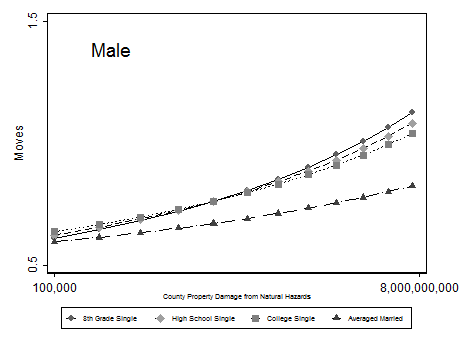 1.5
Male
Moves
0.5
100,000
8,000,000,000
County Property Damage from Natural Hazards
8th Grade Single
High School Single
College Single
Averaged Married